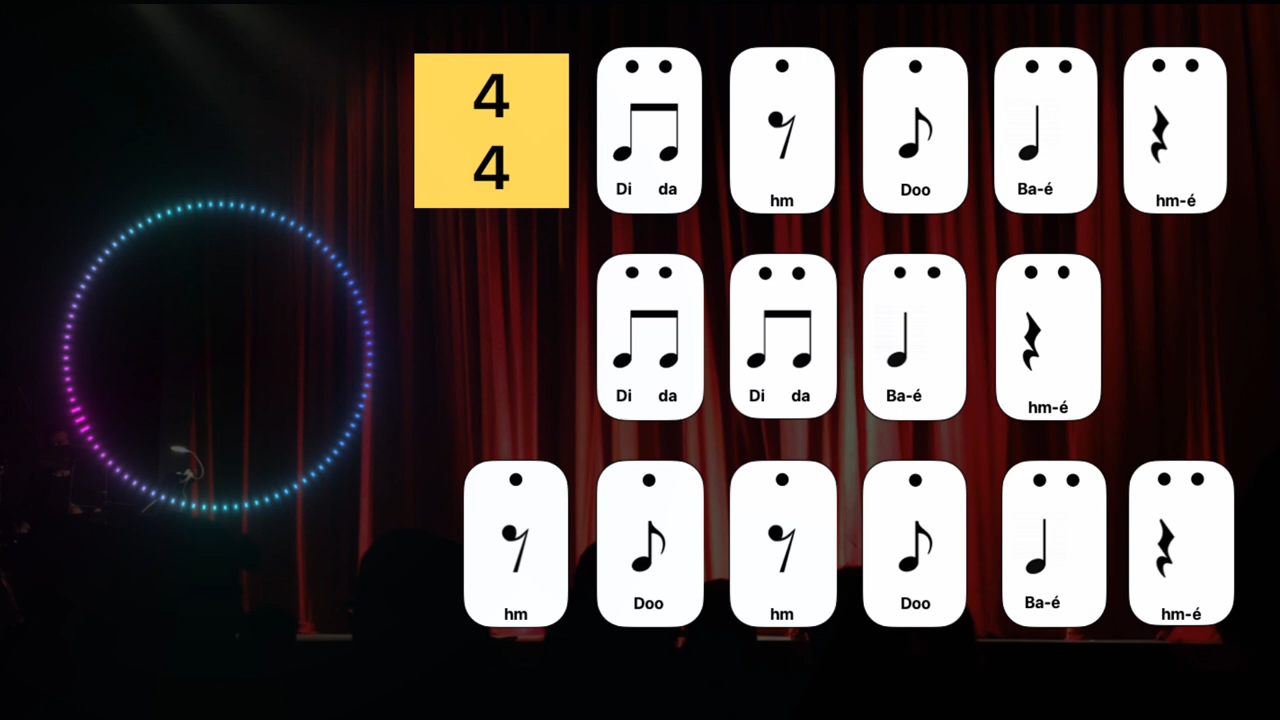 4
4
Di da hm Doo Ba-é hm-é
Di da Di da Ba-é hm-é
hm Doo hm Doo Ba-é hm-é